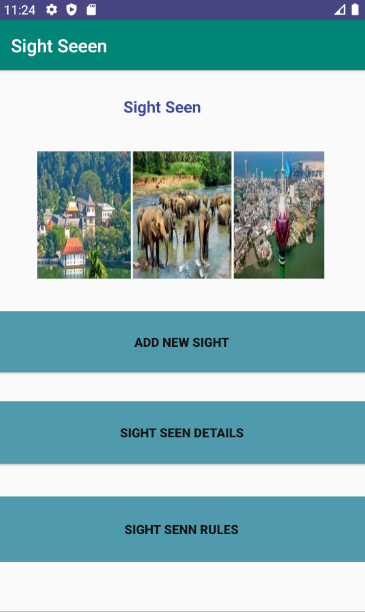 11:24
Sight Seeen
Sight Seen
ADD NEW SIGHT
SIGHT SEEN DETAILS
SIGHT SENN RULES